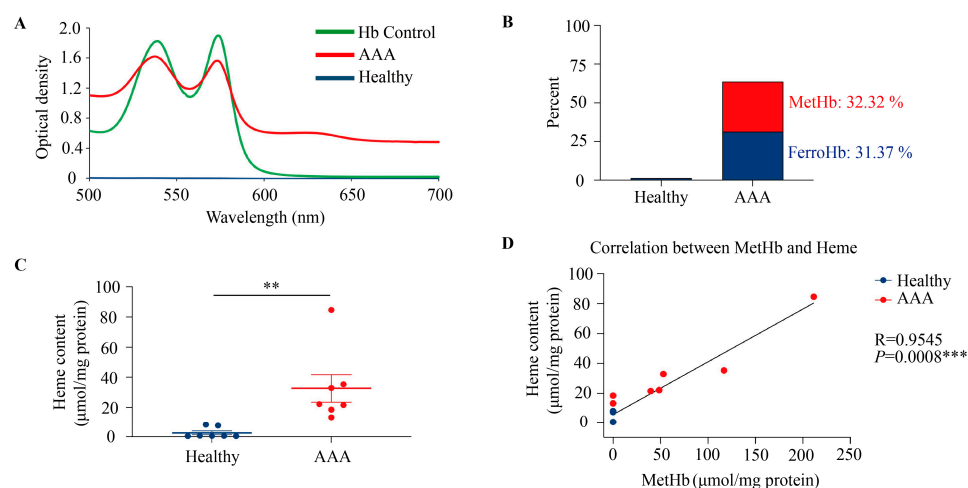 A
2.0
1.6
1.2
0.8
0.4
0
Optical density
500
550
600
650
700
Wavelength (nm)
Hb Control
AAA
Healthy
B
100
75
50
25
0
Percent
MetHb: 32.32 %
FerroHb: 31.37 %
Healthy
AAA
C
100
80
60
40
20
0
Heme content
(μmol/mg protein)
**
Healthy
AAA
D
Correlation between MetHb and Heme
100
80
60
40
20
0
Heme content
(μmol/mg protein)
0
50
100
150
200
250
MetHb (μmol/mg protein)
Healthy
AAA
R=0.9545
P=0.0008***